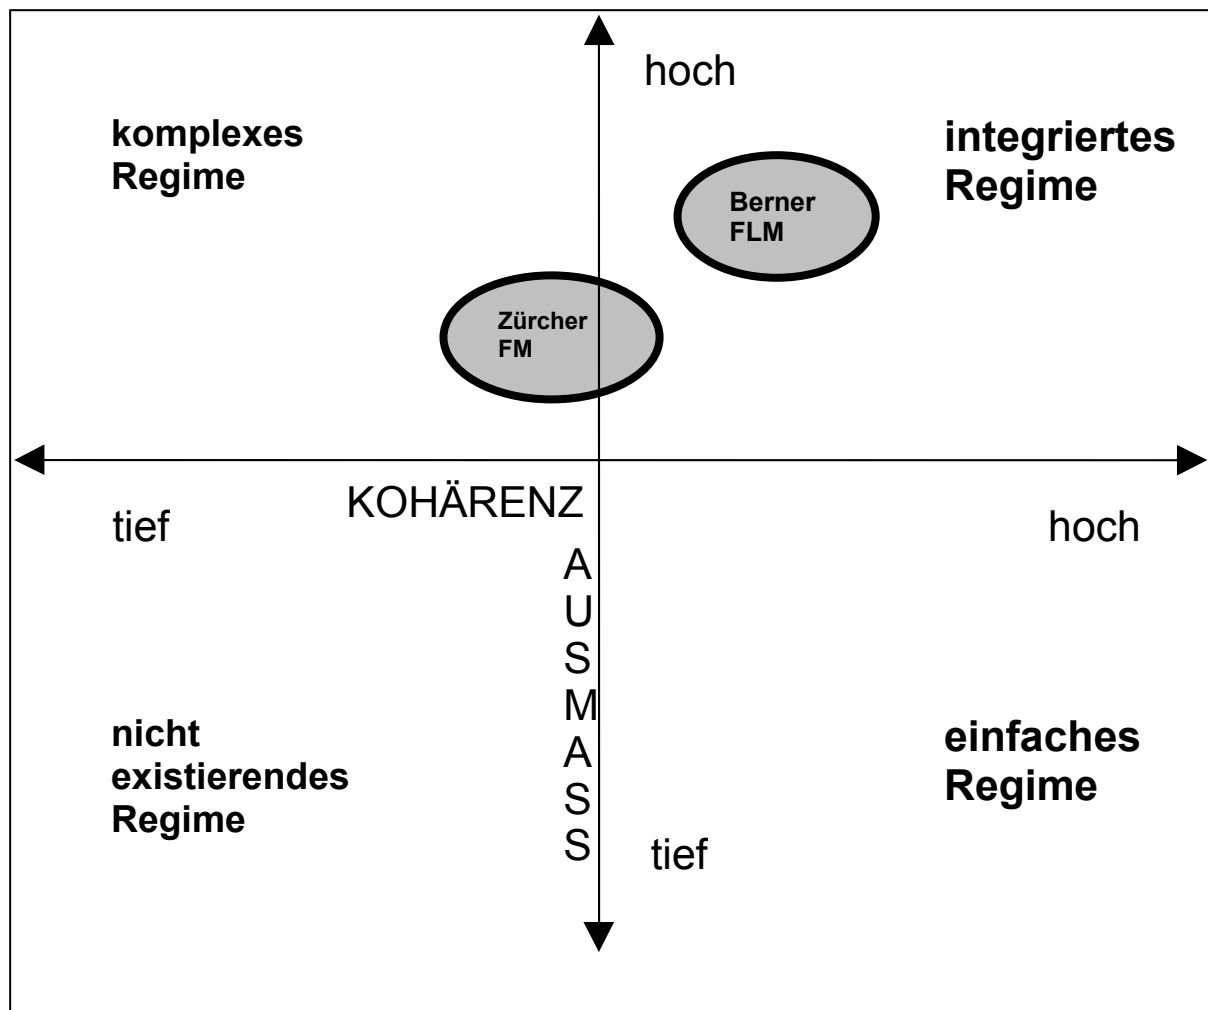 hoch
komplexes
Regime
integriertes
Regime
Berner
FLM
Zürcher
FM
KOHÄRENZ
tief
hoch
A
U
S
M
A
S
S
nicht
existierendes
Regime
einfaches
Regime
tief